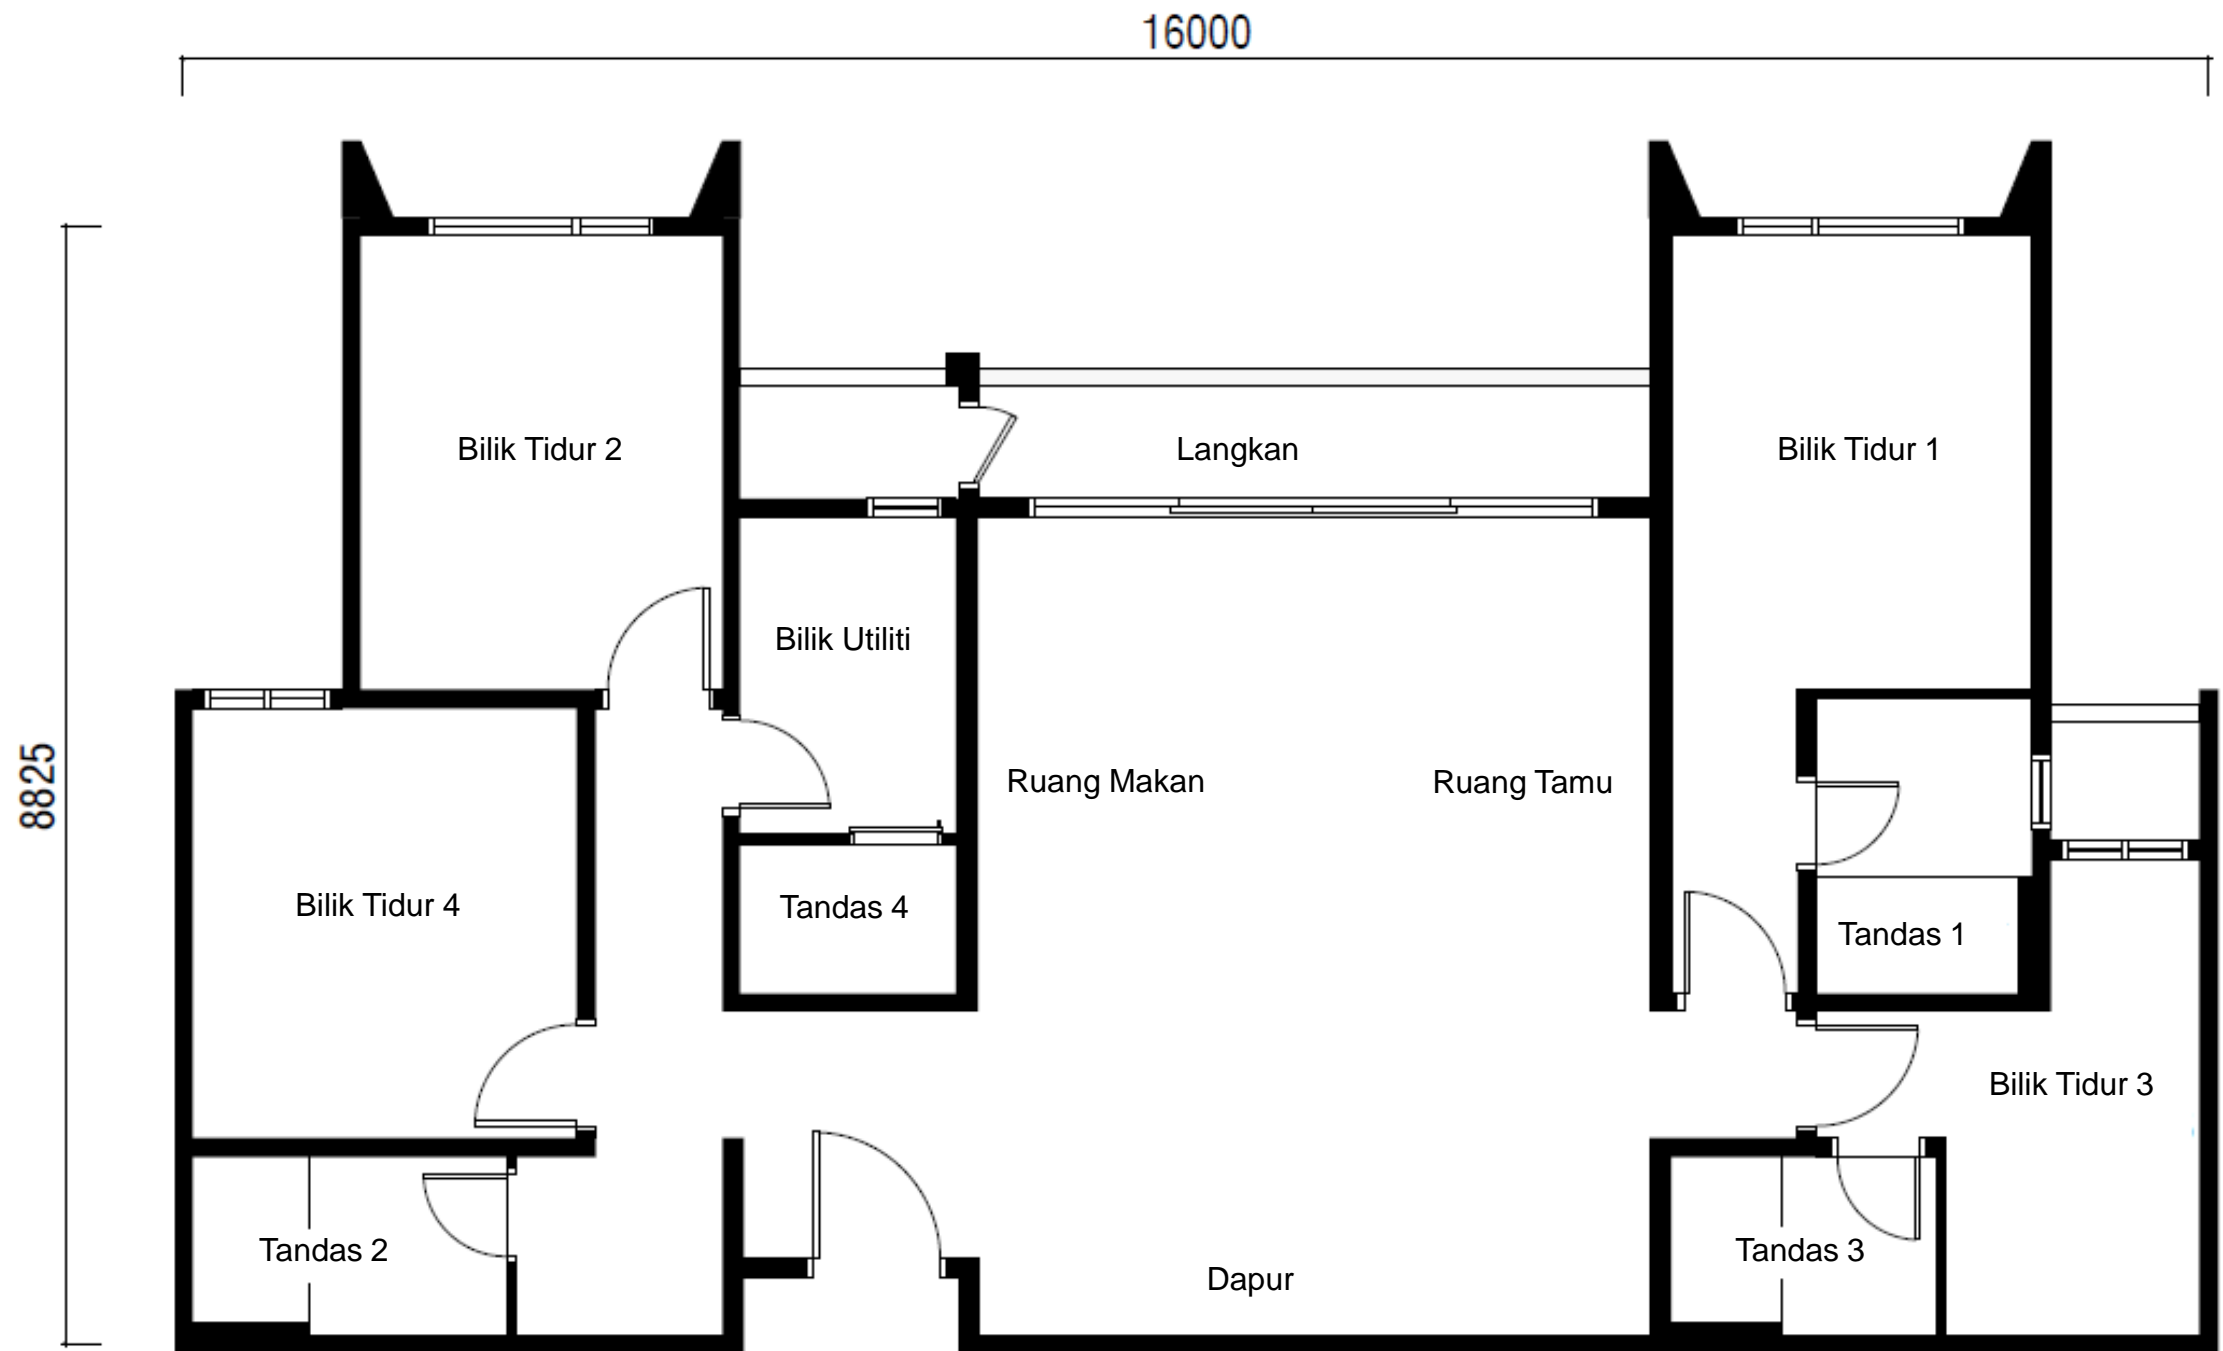 16000
Bilik Tidur 2
Langkan
Bilik Tidur 1
Bilik Utiliti
8825
Ruang Makan
Ruang Tamu
Bilik Tidur 4
Tandas 4
Tandas 1
Bilik Tidur 3
Tandas 2
Tandas 3
Dapur